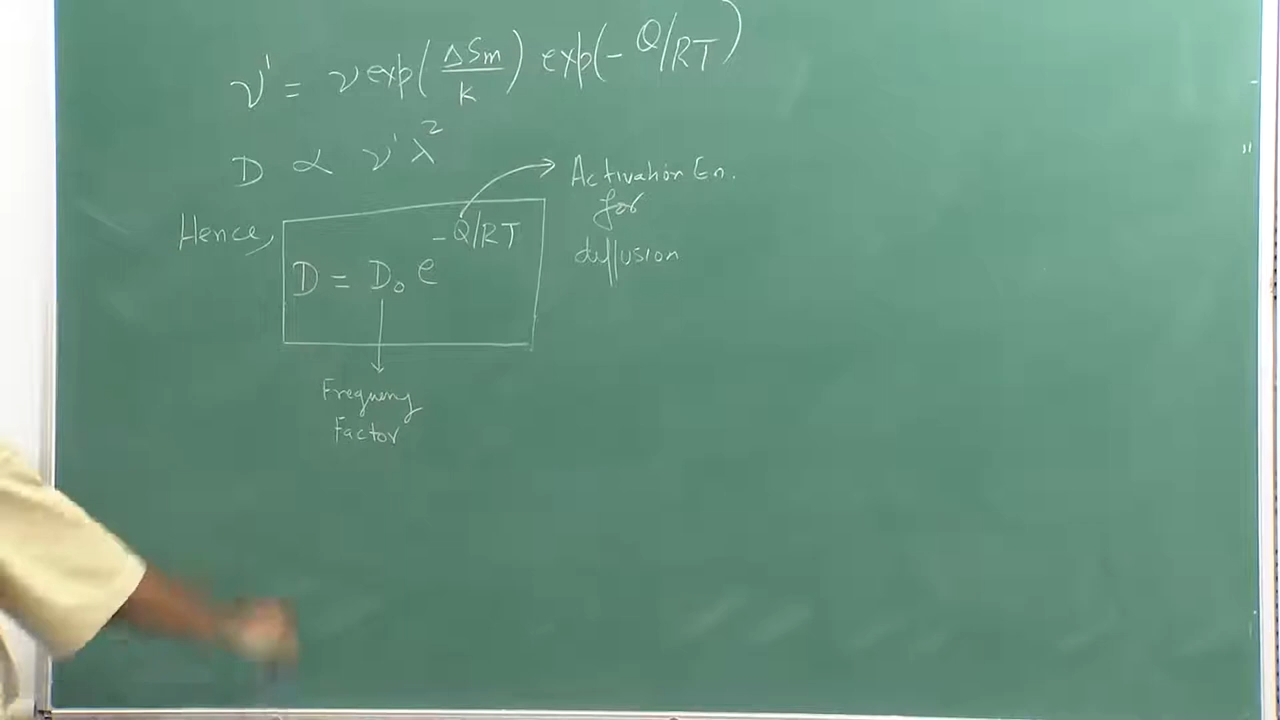 ν' = ν exp(ΔSm/k) exp(-Q/RT)
D ∝ ν'λ²
Activation En.
for
diffusion
Hence, D = D₀ e^(-Q/RT)
Frequency
Factor